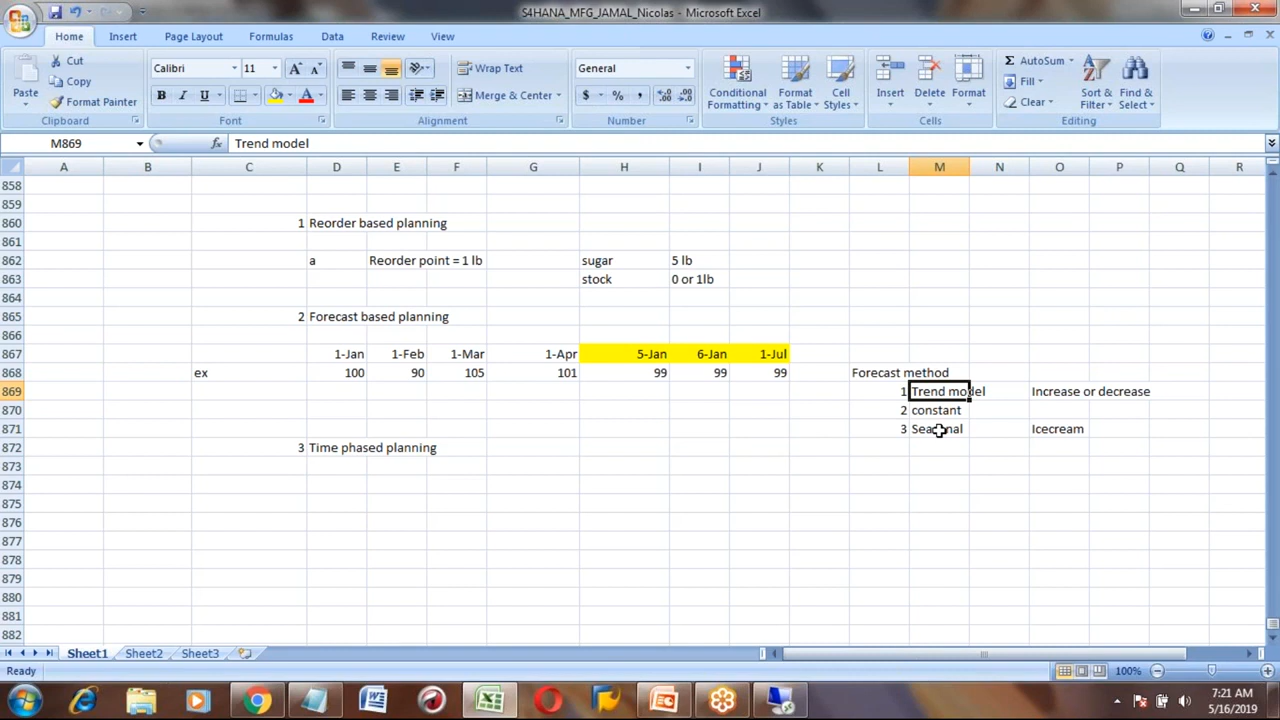 S4HANA_MFG_JAMAL_Nicolas - Microsoft Excel
Home Insert Page Layout Formulas Data Review View
Paste Cut Copy Format Painter Clipboard
Calibri 11 B I U Font
Wrap Text Merge & Center Alignment
General $ % , Number
Conditional Formatting Format as Table Cell Styles Styles
Insert Delete Format Cells
AutoSum Fill Clear Sort & Filter Find & Select Editing
M869 fx Trend model
A B C D E F G H I J K L M N O P Q R
858
859
860 1 Reorder based planning
861
862 a Reorder point = 1 lb sugar 5 lb
863 stock 0 or 1lb
864
865 2 Forecast based planning
866
867 1-Jan 1-Feb 1-Mar 1-Apr 5-Jan 6-Jan 1-Jul
868 ex 100 90 105 101 99 99 99 Forecast method
869 1 Trend model Increase or decrease
870 2 constant
871 3 Seasonal Icecream
872 3 Time phased planning
873
874
875
876
877
878
879
880
881
882
Sheet1 Sheet2 Sheet3
Ready 100%
7:21 AM
5/16/2019